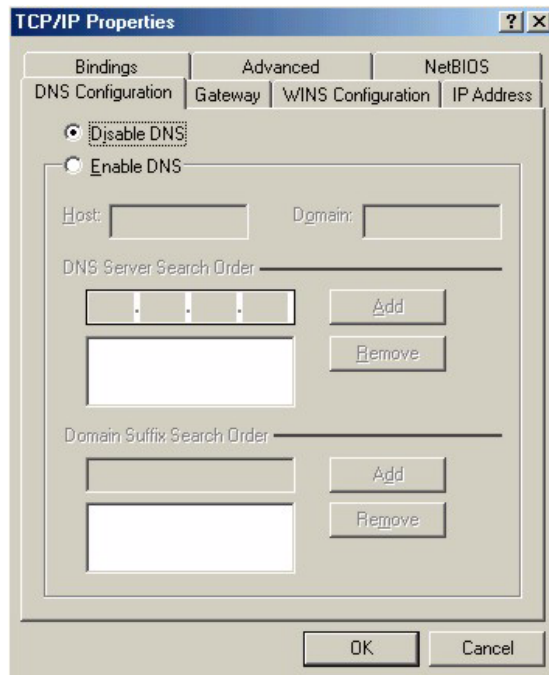 TCP/IP Properties
Bindings Advanced NetBIOS
DNS Configuration Gateway WINS Configuration IP Address
Disable DNS
Enable DNS
Host: Domain:
DNS Server Search Order
. . .
Add
Remove
Domain Suffix Search Order
Add
Remove
OK Cancel